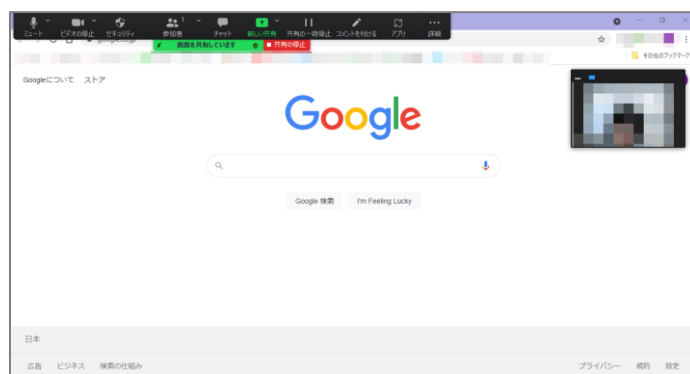 ミュート ビデオの停止 セキュリティ 参加者 1 チャット 新しい共有 共有の一時停止 コメントを付ける アプリ 詳細
画面を共有しています 共有の停止
google.co.jp
その他のブックマーク
Googleについて ストア
Google
Google 検索 I'm Feeling Lucky
日本
広告 ビジネス 検索の仕組み プライバシー 規約 設定